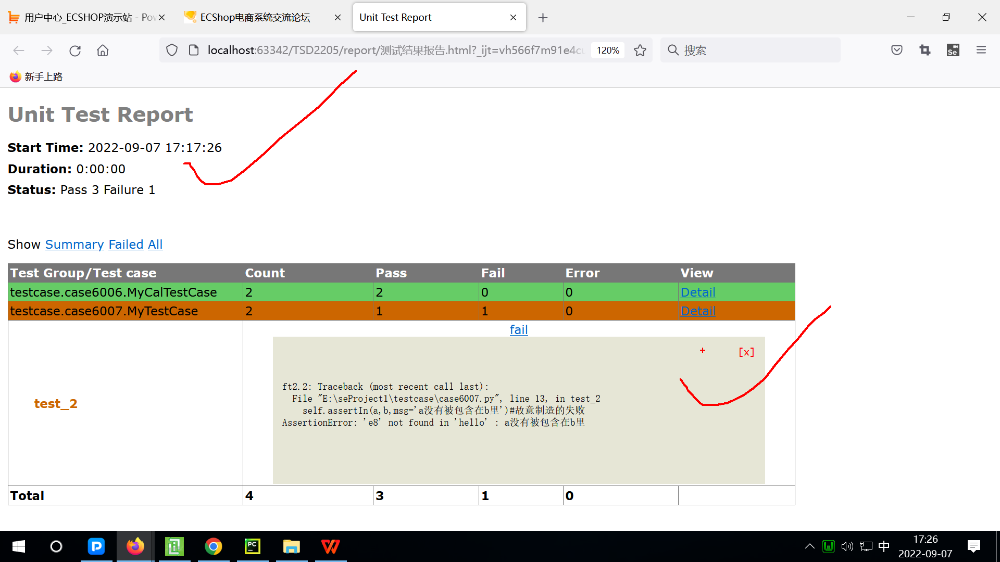 用户中心_ECSHOP演示站 - Pow
ECShop电商系统交流论坛
Unit Test Report
localhost:63342/TSD2205/report/测试结果报告.html?_ijt=vh566f7m91e4cu
120%
搜索
Se
新手上路
Unit Test Report
Start Time: 2022-09-07 17:17:26
Duration: 0:00:00
Status: Pass 3 Failure 1
Show Summary Failed All
Test Group/Test case Count Pass Fail Error View
testcase.case6006.MyCalTestCase 2 2 0 0 Detail
testcase.case6007.MyTestCase 2 1 1 0 Detail
fail
+ [x]
ft2.2: Traceback (most recent call last):
File "E:\seProject1\testcase\case6007.py", line 13, in test_2
self.assertIn(a,b,msg='a没有被包含在b里')#故意制造的失败
AssertionError: 'e8' not found in 'hello' : a没有被包含在b里
test_2
Total 4 3 1 0
PC
中
17:26
2022-09-07